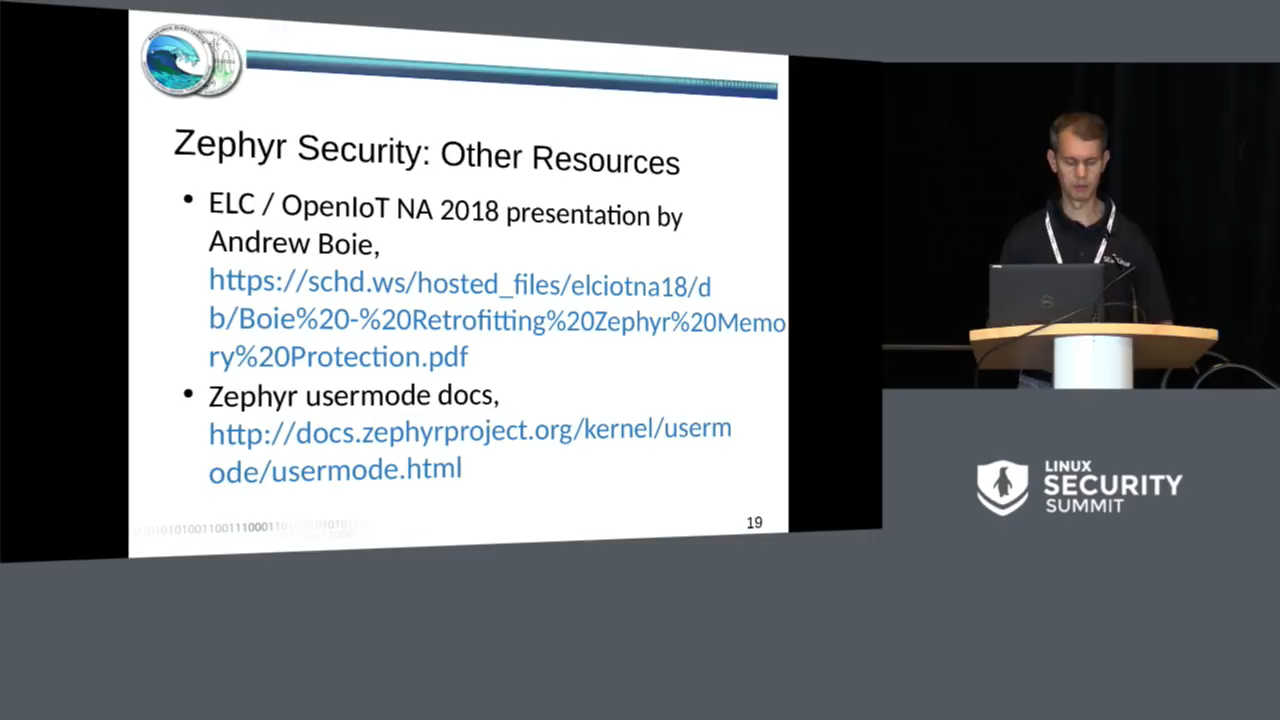 Zephyr Security: Other Resources
• ELC / OpenIoT NA 2018 presentation by
Andrew Boie,
https://schd.ws/hosted_files/elciotna18/d
b/Boie%20-%20Retrofitting%20Zephyr%20Memo
ry%20Protection.pdf
• Zephyr usermode docs,
http://docs.zephyrproject.org/kernel/userm
ode/usermode.html
19
LINUX
SECURITY
SUMMIT